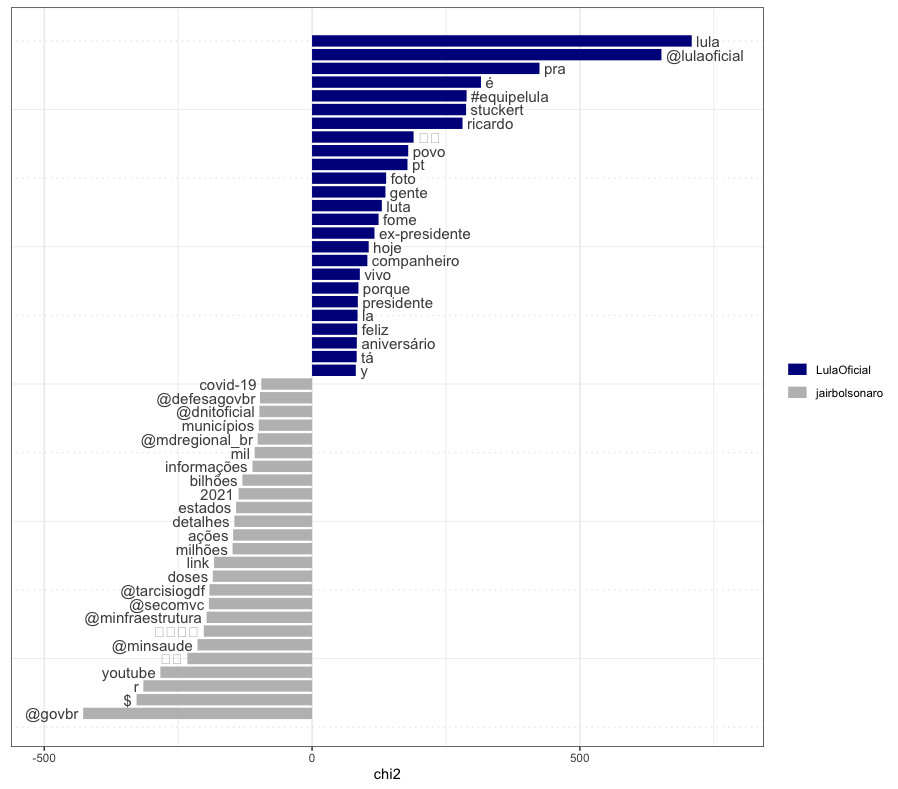 lula
@lulaoficial
pra
é
#equipelula
stuckert
ricardo
povo
pt
foto
gente
luta
fome
ex-presidente
hoje
companheiro
vivo
porque
presidente
la
feliz
aniversário
tá
y
covid-19
@defesagovbr
@dnitoficial
municípios
@mdregional_br
mil
informações
bilhões
2021
estados
detalhes
ações
milhões
link
doses
@tarcisiogdf
@secomvc
@minfraestrutura
@minsaude
youtube
r
$
@govbr
-500
0
500
chi2
LulaOficial
jairbolsonaro